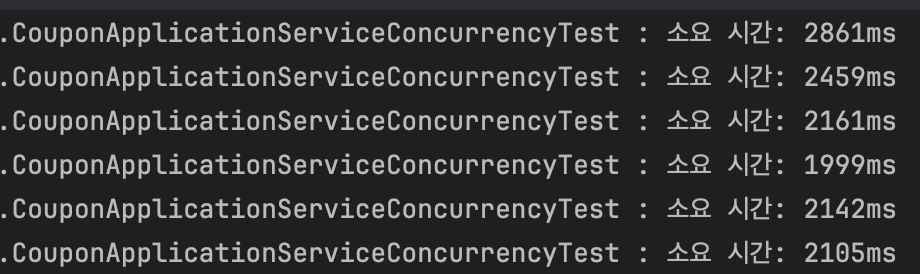 .CouponApplicationServiceConcurrencyTest : 소요 시간: 2861ms
.CouponApplicationServiceConcurrencyTest : 소요 시간: 2459ms
.CouponApplicationServiceConcurrencyTest : 소요 시간: 2161ms
.CouponApplicationServiceConcurrencyTest : 소요 시간: 1999ms
.CouponApplicationServiceConcurrencyTest : 소요 시간: 2142ms
.CouponApplicationServiceConcurrencyTest : 소요 시간: 2105ms